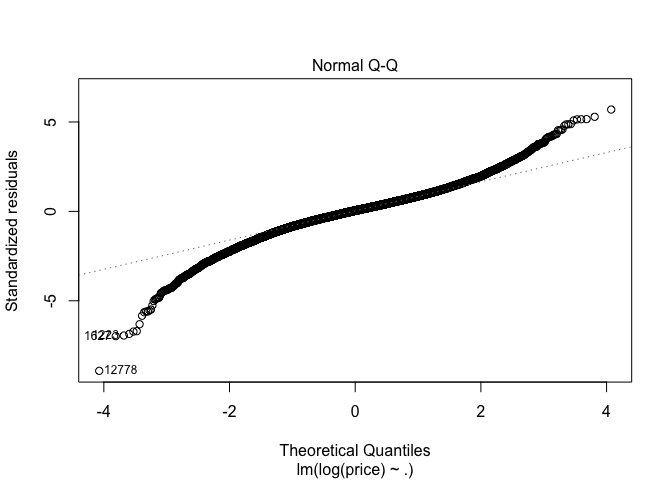 Normal Q-Q
Standardized residuals
5
0
-5
12778
-4
-2
0
2
4
Theoretical Quantiles
lm(log(price) ~ .)